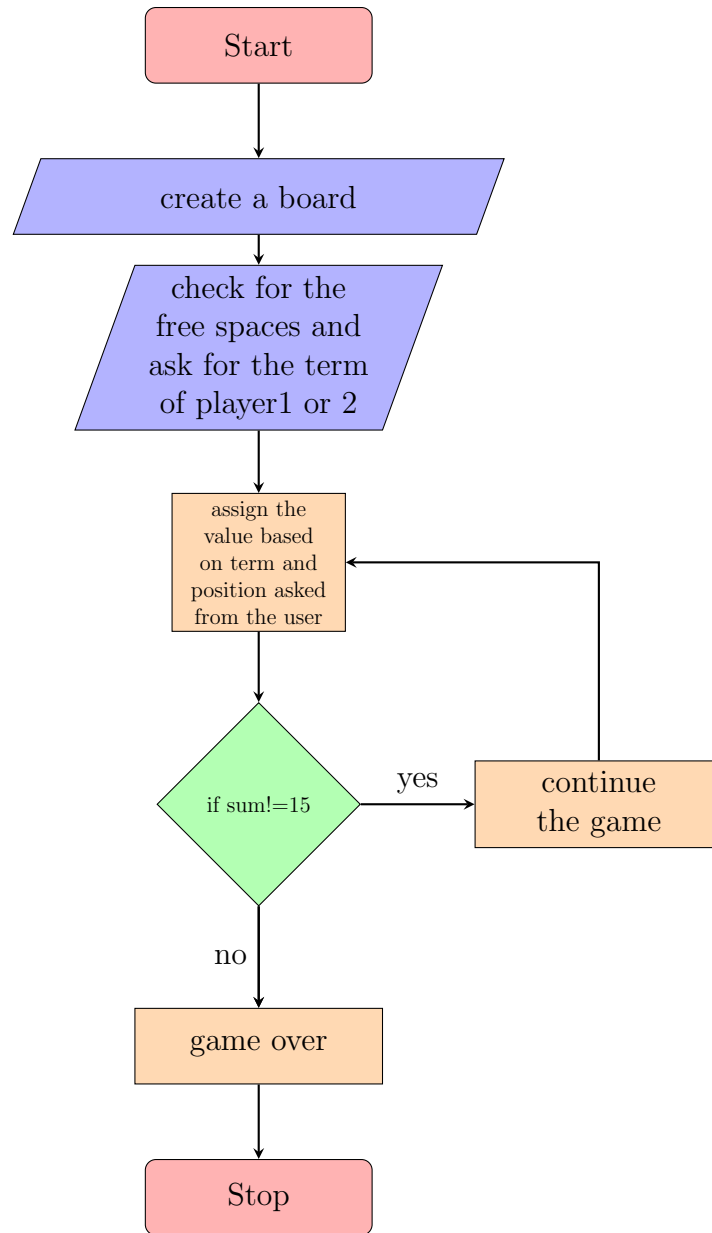 Start
create a board
check for the
free spaces and
ask for the term
of player1 or 2
assign the
value based
on term and
position asked
from the user
if sum!=15
yes
continue
the game
no
game over
Stop